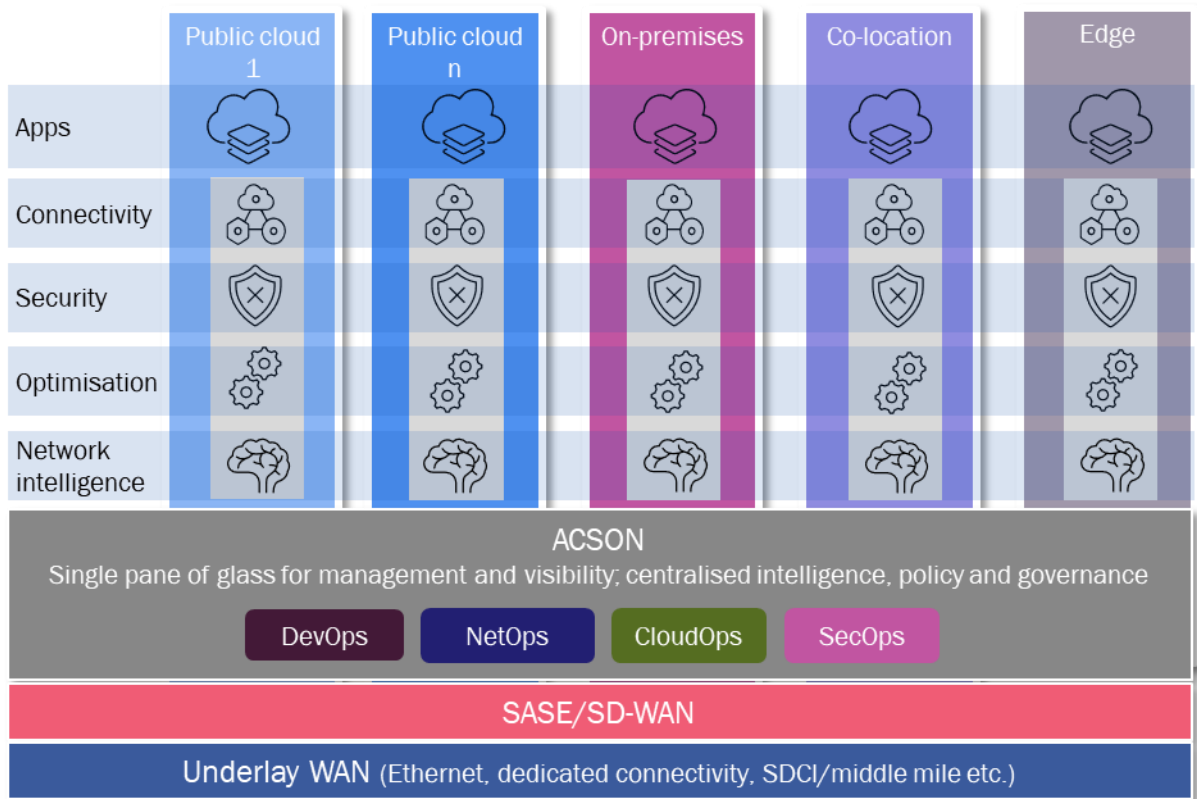 Public cloud
1
Public cloud
n
On-premises
Co-location
Edge
Apps
Connectivity
Security
Optimisation
Network
intelligence
ACSON
Single pane of glass for management and visibility; centralised intelligence, policy and governance
DevOps
NetOps
CloudOps
SecOps
SASE/SD-WAN
Underlay WAN (Ethernet, dedicated connectivity, SDCI/middle mile etc.)